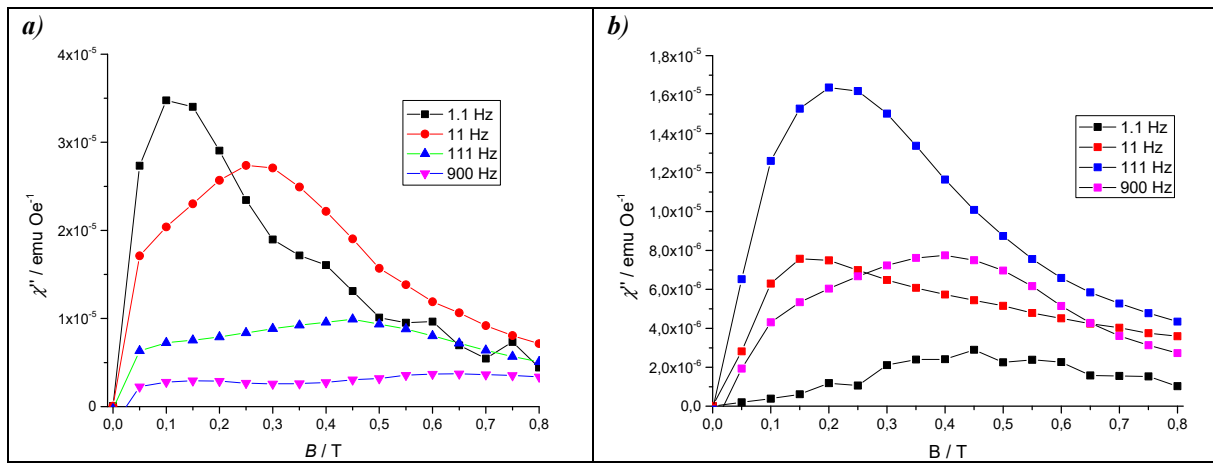 a)
4x10⁻⁵
3x10⁻⁵
2x10⁻⁵
1x10⁻⁵
0
χ'' / emu Oe⁻¹
1.1 Hz
11 Hz
111 Hz
900 Hz
0,0 0,1 0,2 0,3 0,4 0,5 0,6 0,7 0,8
B / T
b)
1,8x10⁻⁵
1,6x10⁻⁵
1,4x10⁻⁵
1,2x10⁻⁵
1,0x10⁻⁵
8,0x10⁻⁶
6,0x10⁻⁶
4,0x10⁻⁶
2,0x10⁻⁶
0,0
χ'' / emu Oe⁻¹
1.1 Hz
11 Hz
111 Hz
900 Hz
0,0 0,1 0,2 0,3 0,4 0,5 0,6 0,7 0,8
B / T